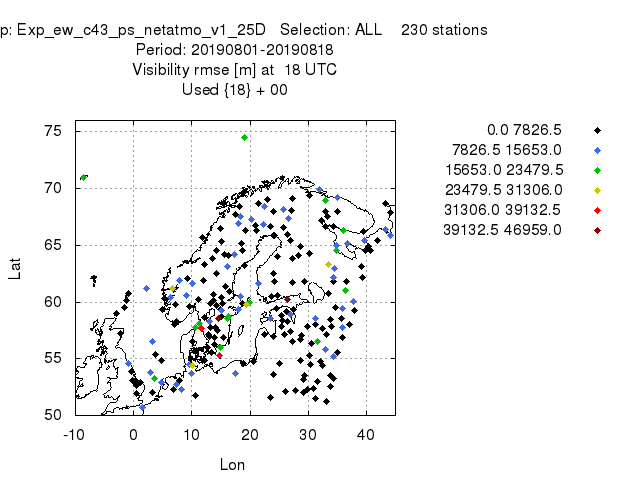 p: Exp_ew_c43_ps_netatmo_v1_25D Selection: ALL 230 stations
Period: 20190801-20190818
Visibility rmse [m] at 18 UTC
Used {18} + 00
0.0 7826.5
7826.5 15653.0
15653.0 23479.5
23479.5 31306.0
31306.0 39132.5
39132.5 46959.0
75
70
65
60
55
50
Lat
-10 0 10 20 30 40
Lon